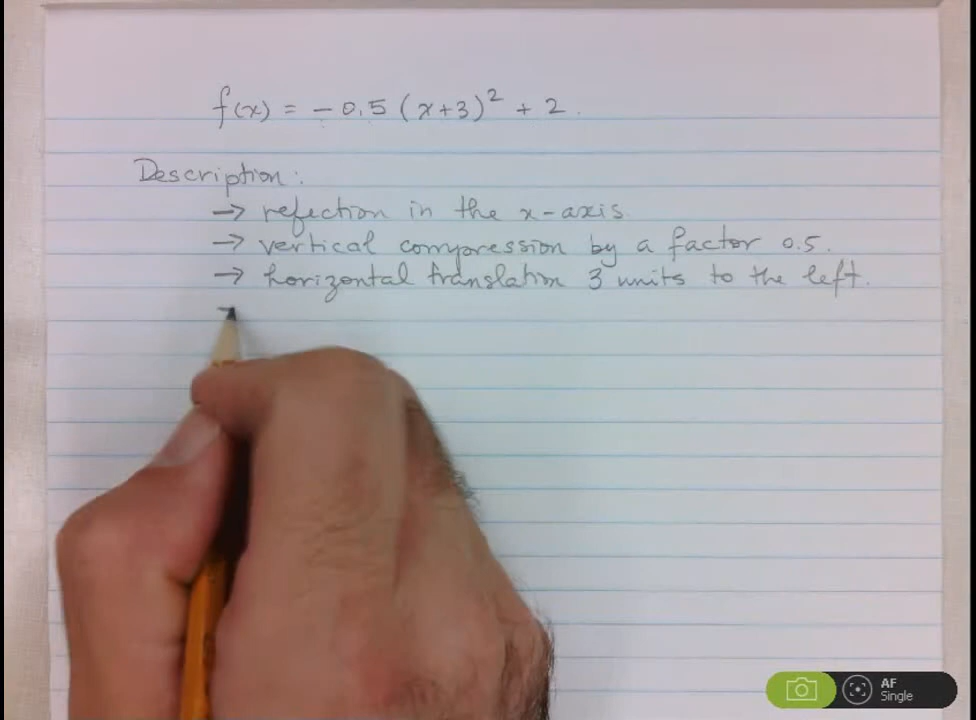 f(x) = -0.5 (x+3)² + 2.
Description:
→ refection in the x-axis.
→ vertical compression by a factor 0.5.
→ horizontal translation 3 units to the left.
AF
Single